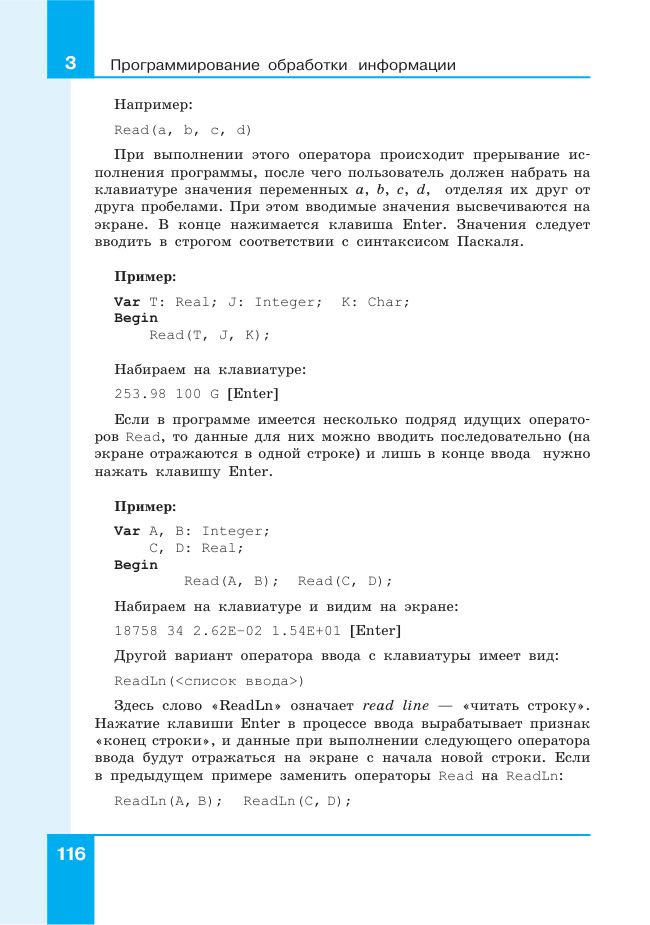 3
Программирование обработки информации
Например:
Read(a, b, c, d)
При выполнении этого оператора происходит прерывание ис-
полнения программы, после чего пользователь должен набрать на
клавиатуре значения переменных a, b, c, d, отделяя их друг от
друга пробелами. При этом вводимые значения высвечиваются на
экране. В конце нажимается клавиша Enter. Значения следует
вводить в строгом соответствии с синтаксисом Паскаля.
Пример:
Var T: Real; J: Integer; K: Char;
Begin
Read(T, J, K);
Набираем на клавиатуре:
253.98 100 G [Enter]
Если в программе имеется несколько подряд идущих операто-
ров Read, то данные для них можно вводить последовательно (на
экране отражаются в одной строке) и лишь в конце ввода нужно
нажать клавишу Enter.
Пример:
Var A, B: Integer;
C, D: Real;
Begin
Read(A, B); Read(C, D);
Набираем на клавиатуре и видим на экране:
18758 34 2.62E-02 1.54E+01 [Enter]
Другой вариант оператора ввода с клавиатуры имеет вид:
ReadLn(<список ввода>)
Здесь слово «ReadLn» означает read line — «читать строку».
Нажатие клавиши Enter в процессе ввода вырабатывает признак
«конец строки», и данные при выполнении следующего оператора
ввода будут отражаться на экране с начала новой строки. Если
в предыдущем примере заменить операторы Read на ReadLn:
ReadLn(A, B); ReadLn(C, D);
116